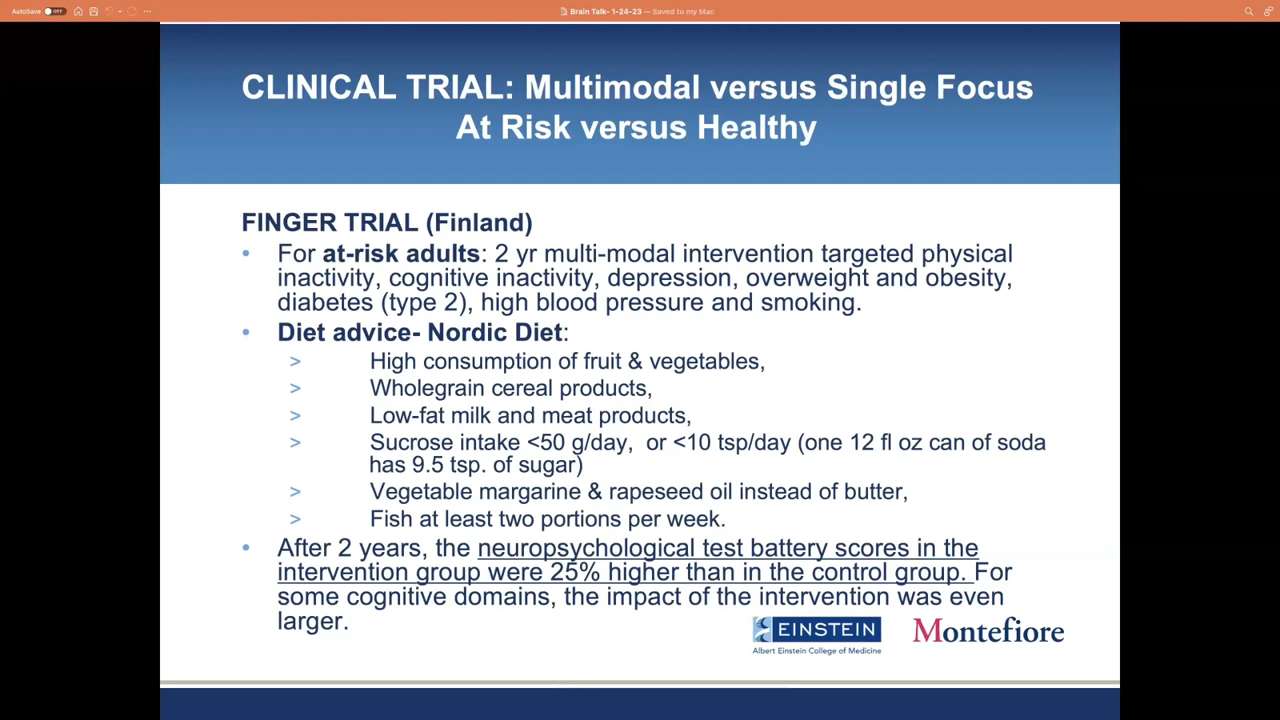 AutoSave OFF
Brain Talk- 1-24-23 — Saved to my Mac
CLINICAL TRIAL: Multimodal versus Single Focus
At Risk versus Healthy
FINGER TRIAL (Finland)
• For at-risk adults: 2 yr multi-modal intervention targeted physical
inactivity, cognitive inactivity, depression, overweight and obesity,
diabetes (type 2), high blood pressure and smoking.
• Diet advice- Nordic Diet:
> High consumption of fruit & vegetables,
> Wholegrain cereal products,
> Low-fat milk and meat products,
> Sucrose intake <50 g/day, or <10 tsp/day (one 12 fl oz can of soda
has 9.5 tsp. of sugar)
> Vegetable margarine & rapeseed oil instead of butter,
> Fish at least two portions per week.
• After 2 years, the neuropsychological test battery scores in the
intervention group were 25% higher than in the control group. For
some cognitive domains, the impact of the intervention was even
larger.
EINSTEIN
Albert Einstein College of Medicine
Montefiore